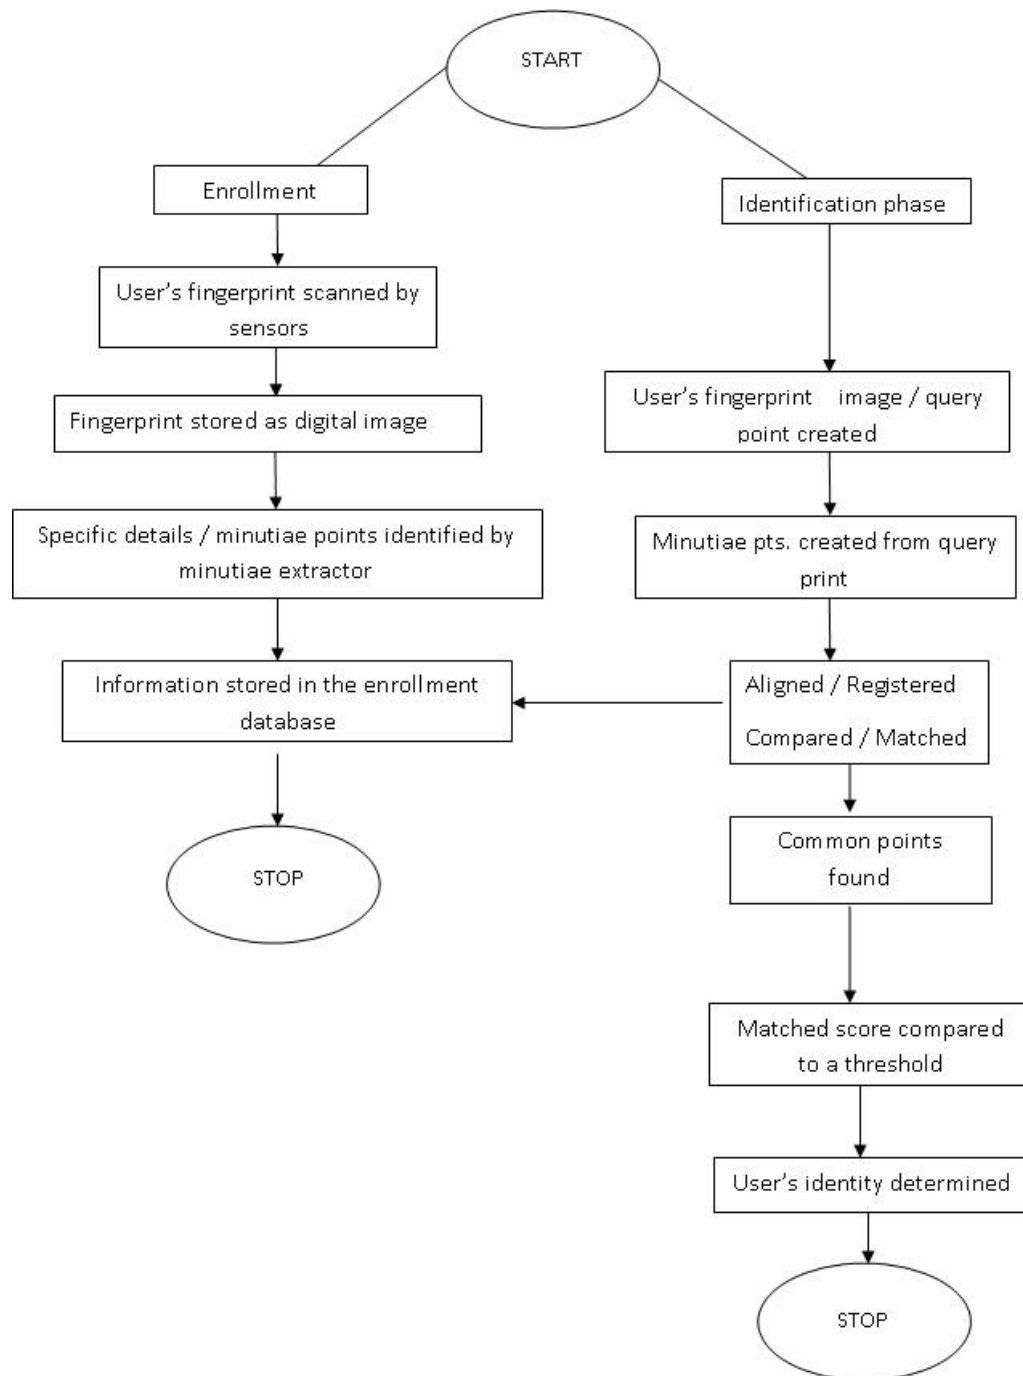 START
Enrollment
User's fingerprint scanned by
sensors
Fingerprint stored as digital image
Specific details / minutiae points identified by
minutiae extractor
Information stored in the enrollment
database
STOP
Identification phase
User's fingerprint image / query
point created
Minutiae pts. created from query
print
Aligned / Registered
Compared / Matched
Common points
found
Matched score compared
to a threshold
User's identity determined
STOP